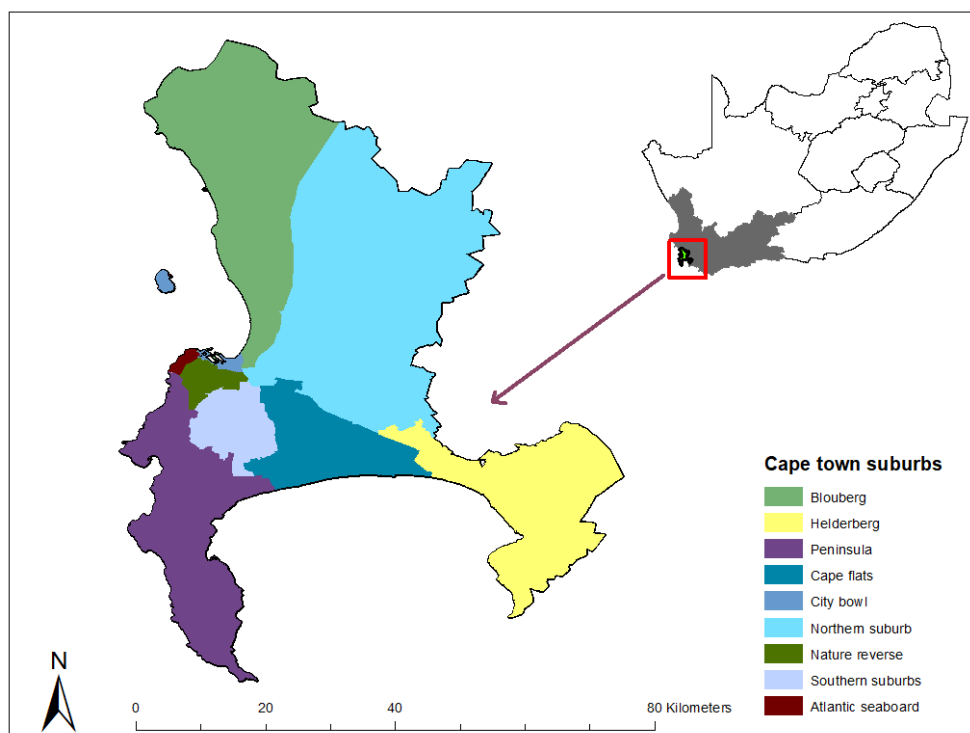 Cape town suburbs
Blouberg
Helderberg
Peninsula
Cape flats
City bowl
Northern suburb
Nature reverse
Southern suburbs
Atlantic seaboard
N
0 20 40 80 Kilometers